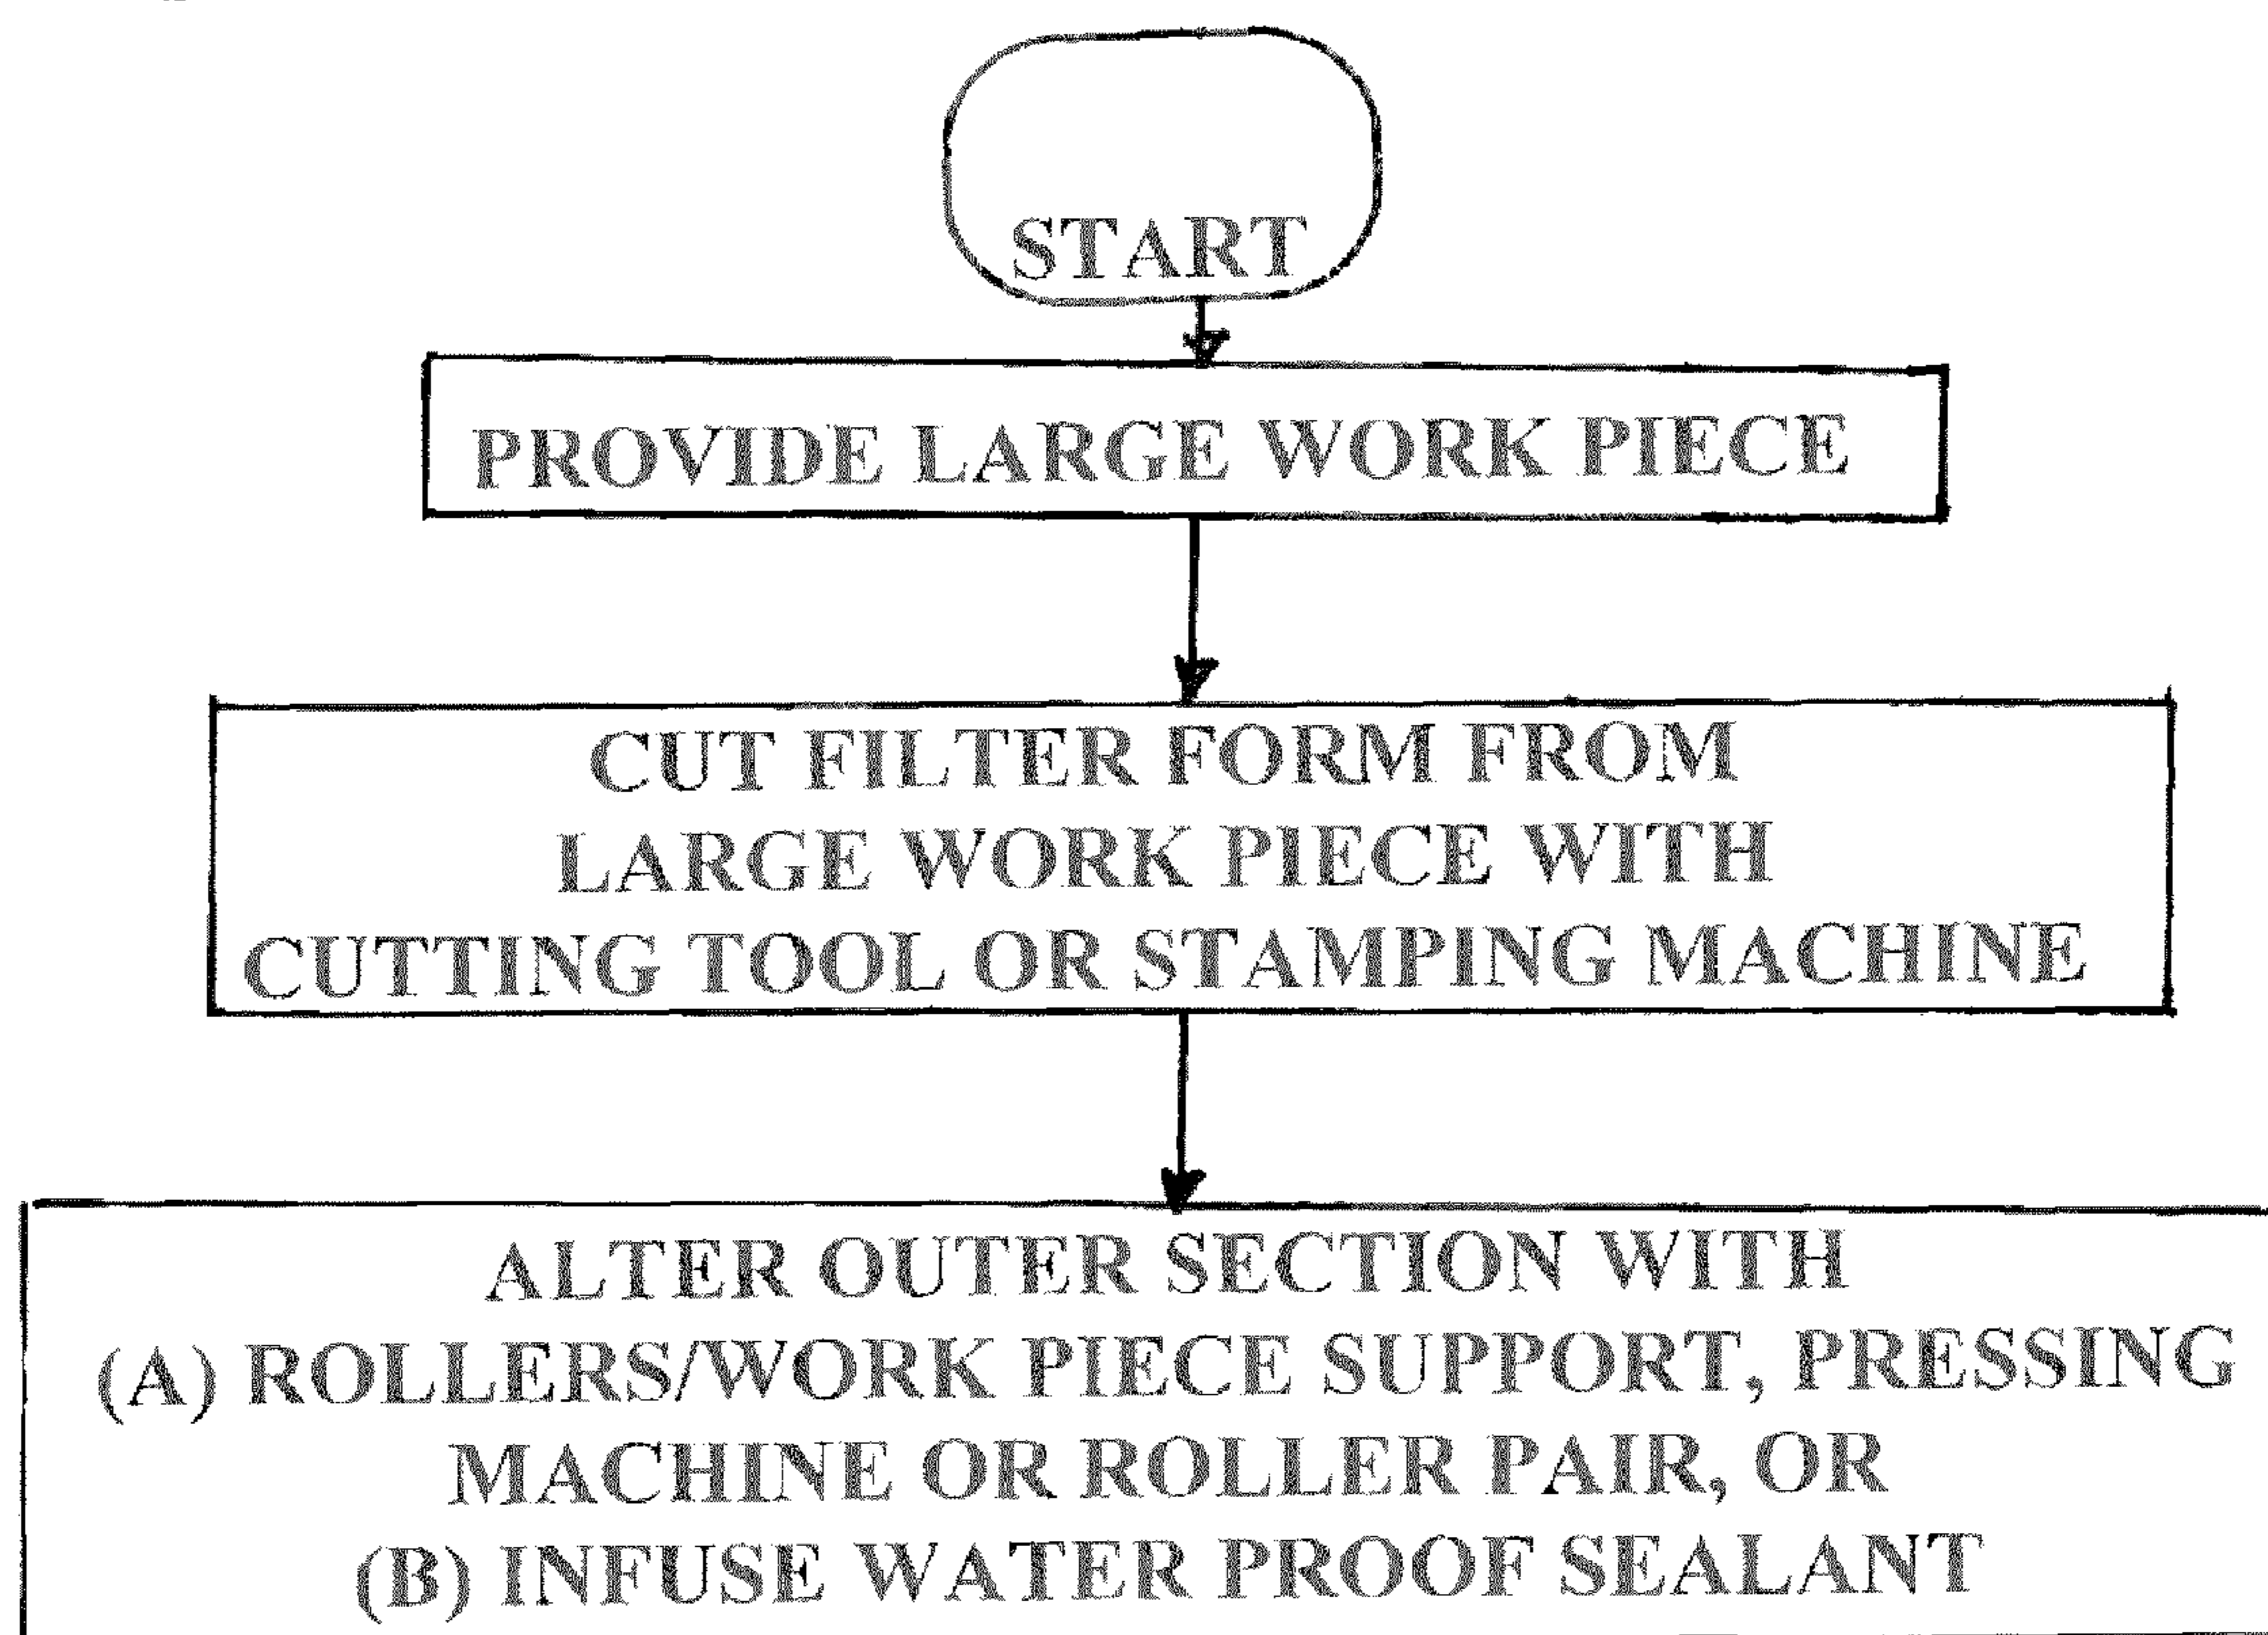 START
PROVIDE LARGE WORK PIECE
CUT FILTER FORM FROM
LARGE WORK PIECE WITH
CUTTING TOOL OR STAMPING MACHINE
ALTER OUTER SECTION WITH
(A) ROLLERS/WORK PIECE SUPPORT, PRESSING
MACHINE OR ROLLER PAIR, OR
(B) INFUSE WATER PROOF SEALANT